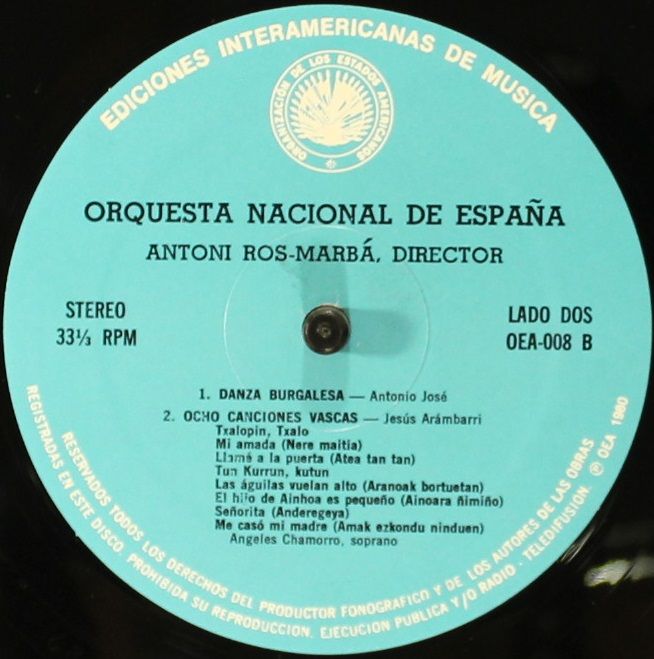 EDICIONES INTERAMERICANAS DE MUSICA
ORGANIZACIÓN DE LOS ESTADOS AMERICANOS
ORQUESTA NACIONAL DE ESPAÑA
ANTONI ROS-MARBÁ, DIRECTOR
STEREO
33⅓ RPM
LADO DOS
OEA-008 B
1. DANZA BURGALESA — Antonio José
2. OCHO CANCIONES VASCAS — Jesús Arámbarri
Txalopin, Txalo
Mi amada (Nere maitia)
Llamé a la puerta (Atea tan tan)
Tun Kurrun, kutun
Las águilas vuelan alto (Aranoak bortuetan)
El hijo de Ainhoa es pequeño (Ainoara ñimiño)
Señorita (Anderegeya)
Me casó mi madre (Amak ezkondu ninduen)
Angeles Chamorro, soprano
RESERVADOS TODOS LOS DERECHOS DEL PRODUCTOR FONOGRAFICO Y DE LOS AUTORES DE LAS OBRAS
REGISTRADAS EN ESTE DISCO. PROHIBIDA SU REPRODUCCION, EJECUCION PUBLICA Y/O RADIO - TELEDIFUSION. ℗ OEA 1980